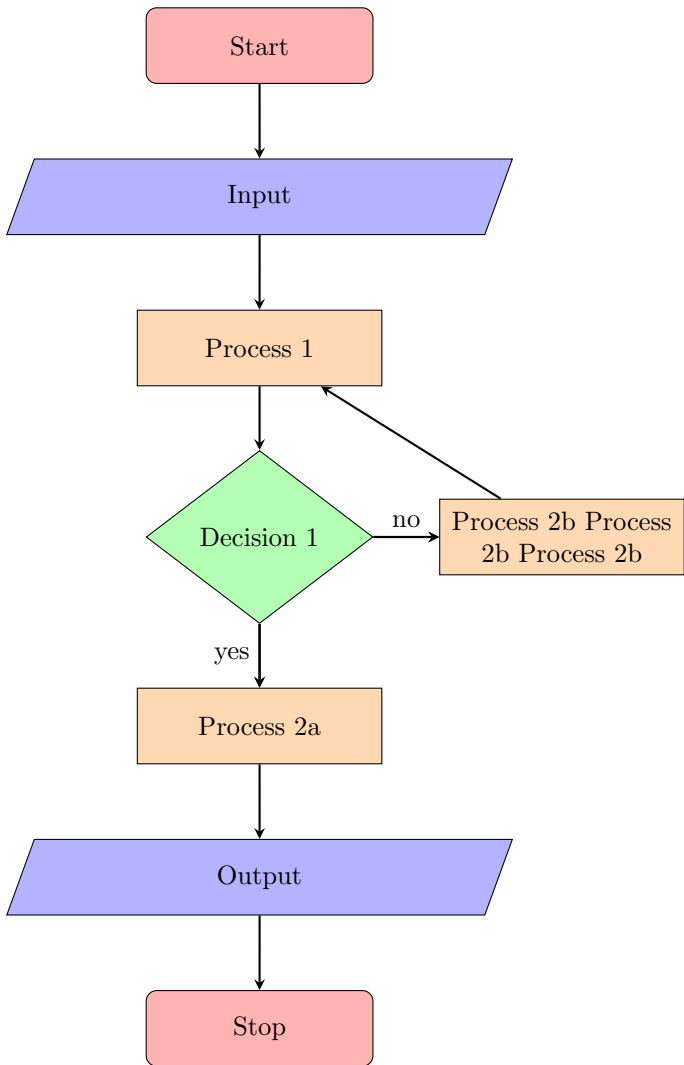 Start
Input
Process 1
Decision 1
no
Process 2b Process
2b Process 2b
yes
Process 2a
Output
Stop